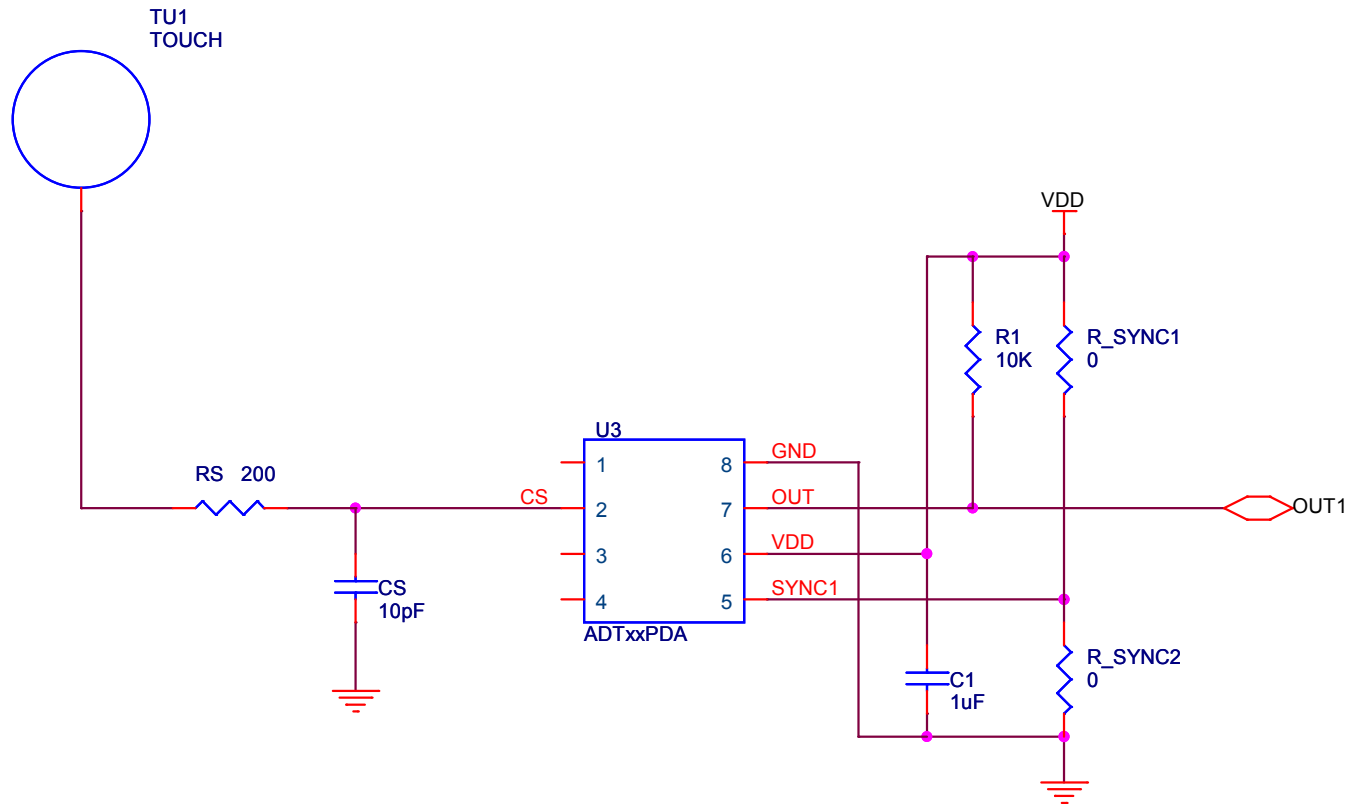 TU1
TOUCH
VDD
R1
10K
R_SYNC1
0
U3
RS 200
CS
1
2
3
4
8
7
6
5
GND
OUT
VDD
SYNC1
OUT1
CS
10pF
ADTxxPDA
C1
1uF
R_SYNC2
0